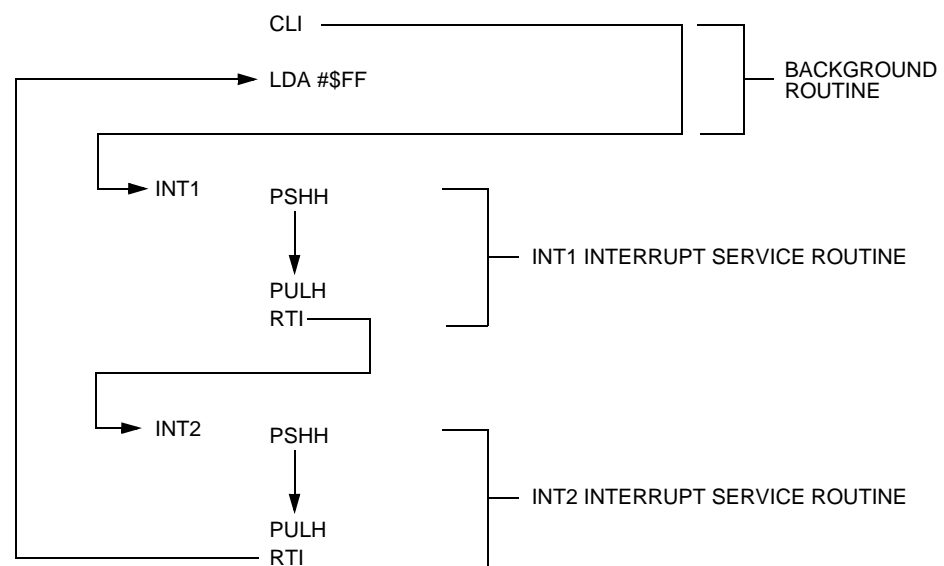 CLI
LDA #$FF
BACKGROUND
ROUTINE
INT1
PSHH
INT1 INTERRUPT SERVICE ROUTINE
PULH
RTI
INT2
PSHH
INT2 INTERRUPT SERVICE ROUTINE
PULH
RTI